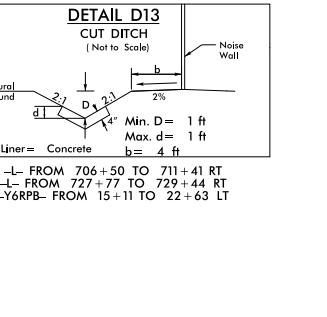 DETAIL D13
CUT DITCH
( Not to Scale)
Noise
Wall
b
2:1
D
2:1
2%
d
4"
Min. D= 1 ft
Max. d= 1 ft
Liner= Concrete
b= 4 ft
-L- FROM 706+50 TO 711+41 RT
-L- FROM 727+77 TO 729+44 RT
-Y6RPB- FROM 15+11 TO 22+63 LT